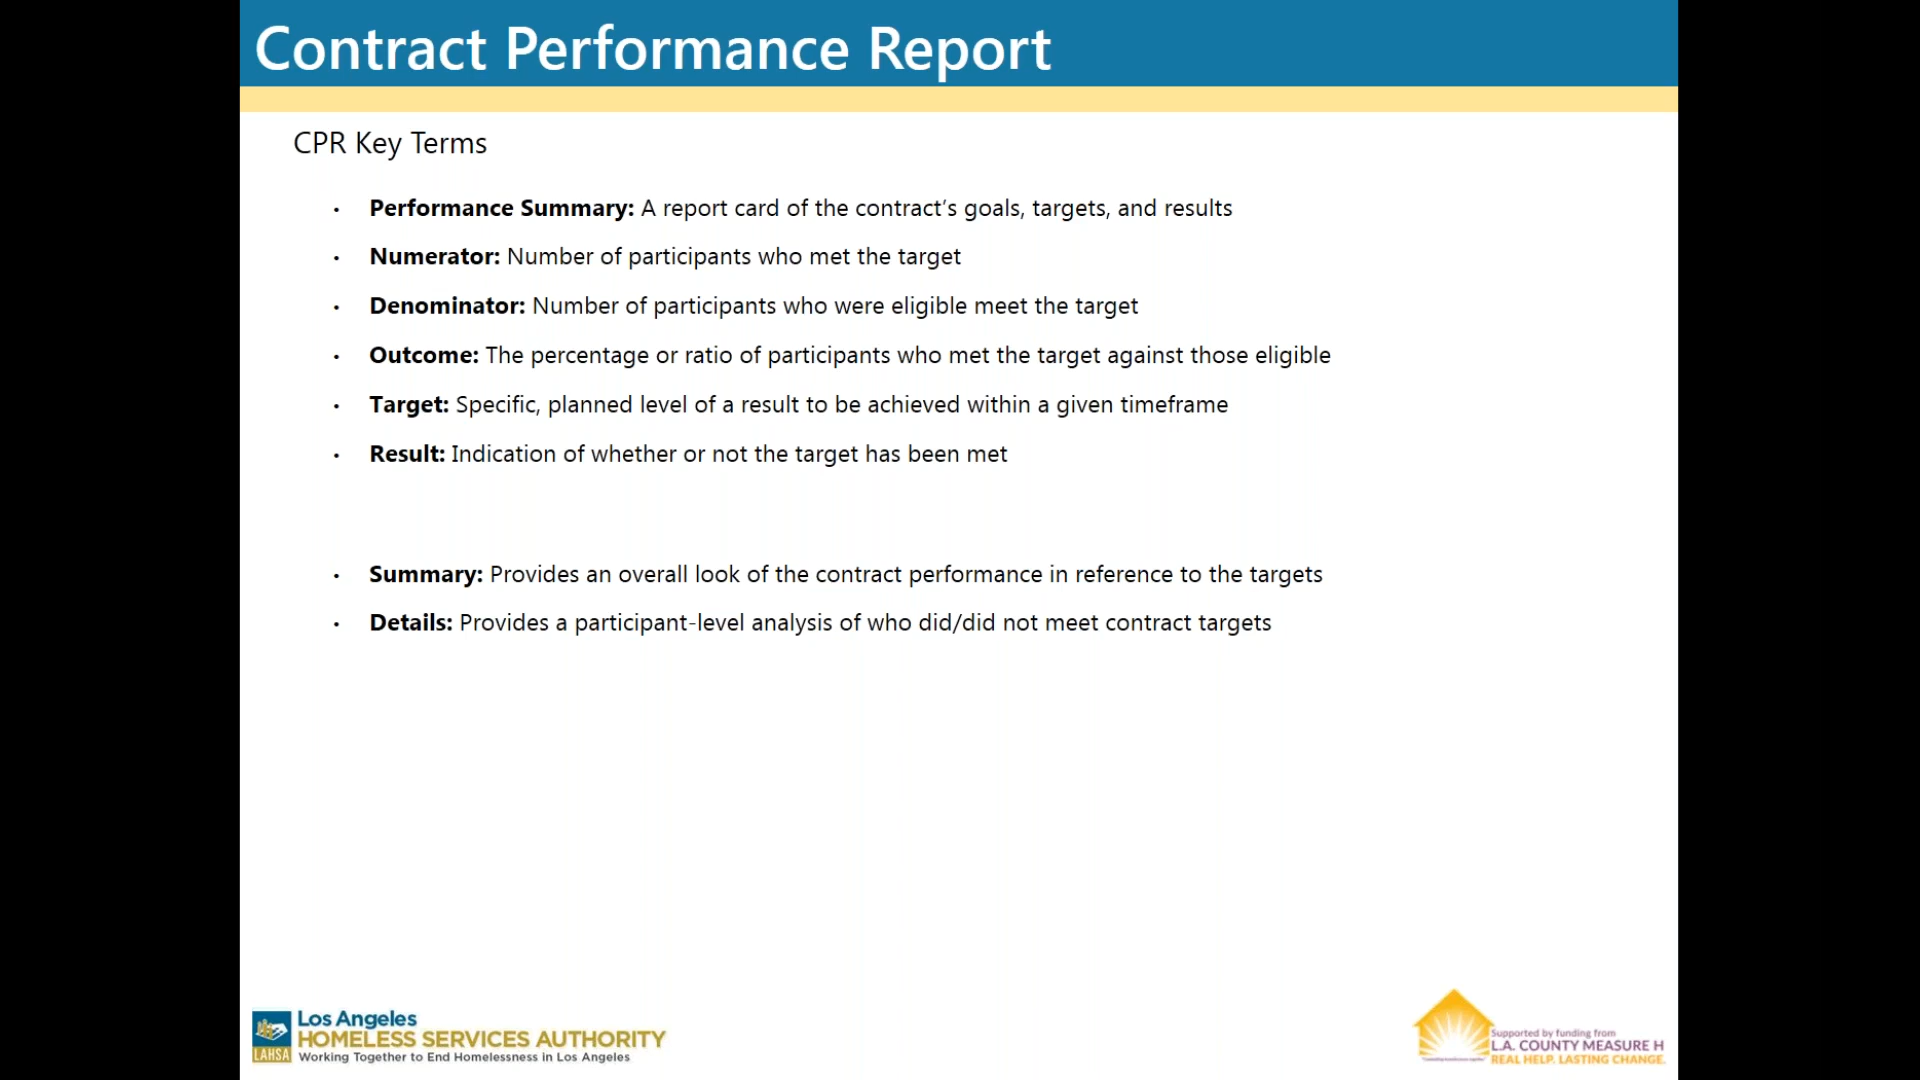 Contract Performance Report
CPR Key Terms
• Performance Summary: A report card of the contract's goals, targets, and results
• Numerator: Number of participants who met the target
• Denominator: Number of participants who were eligible meet the target
• Outcome: The percentage or ratio of participants who met the target against those eligible
• Target: Specific, planned level of a result to be achieved within a given timeframe
• Result: Indication of whether or not the target has been met
• Summary: Provides an overall look of the contract performance in reference to the targets
• Details: Provides a participant-level analysis of who did/did not meet contract targets
LAHSA
Los Angeles
HOMELESS SERVICES AUTHORITY
Working Together to End Homelessness in Los Angeles
Supported by funding from
L.A. COUNTY MEASURE H
REAL HELP. LASTING CHANGE.